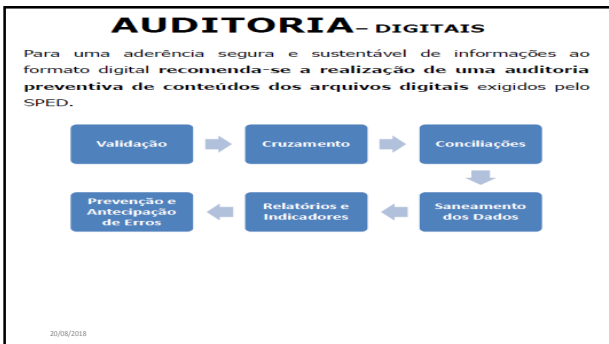 AUDITORIA– DIGITAIS
Para uma aderência segura e sustentável de informações ao
formato digital recomenda-se a realização de uma auditoria
preventiva de conteúdos dos arquivos digitais exigidos pelo
SPED.
Validação
Cruzamento
Conciliações
Saneamento
dos Dados
Relatórios e
Indicadores
Prevenção e
Antecipação
de Erros
20/08/2018